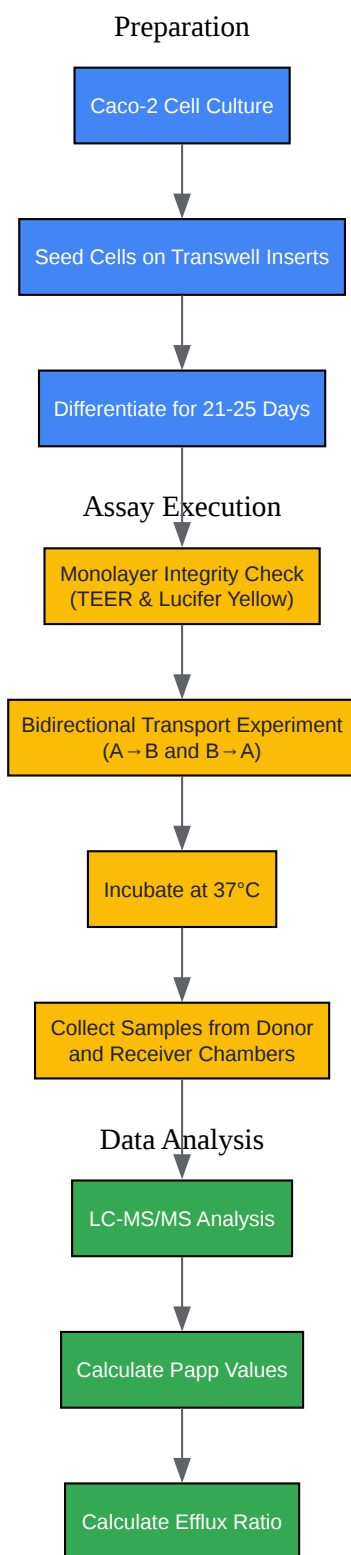 Preparation
Caco-2 Cell Culture
Seed Cells on Transwell Inserts
Differentiate for 21-25 Days
Assay Execution
Monolayer Integrity Check
(TEER & Lucifer Yellow)
Bidirectional Transport Experiment
(A→B and B→A)
Incubate at 37°C
Collect Samples from Donor
and Receiver Chambers
Data Analysis
LC-MS/MS Analysis
Calculate Papp Values
Calculate Efflux Ratio